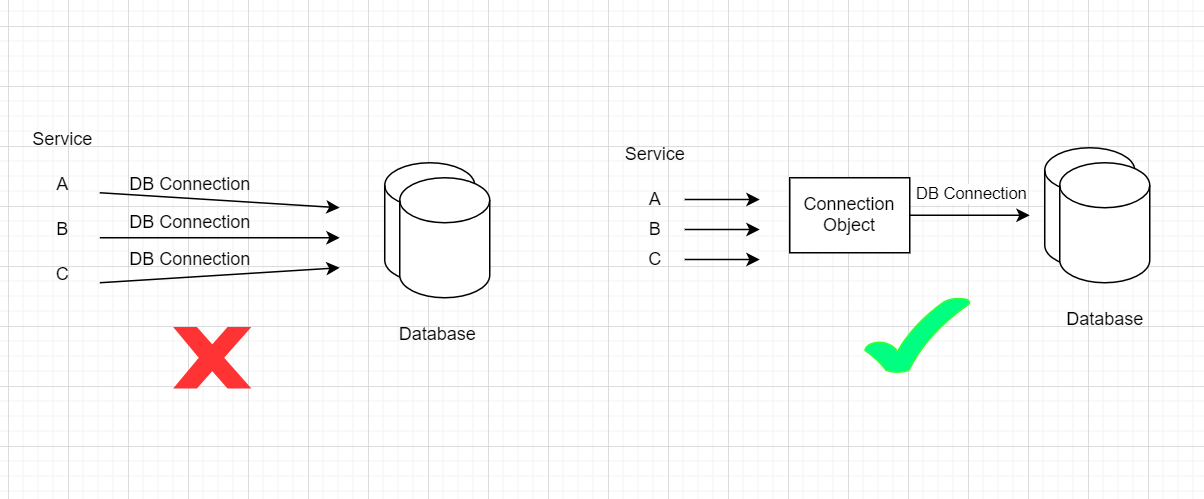 Service
A
DB Connection
B
DB Connection
C
DB Connection
Database
Service
A
B
C
Connection
Object
DB Connection
Database